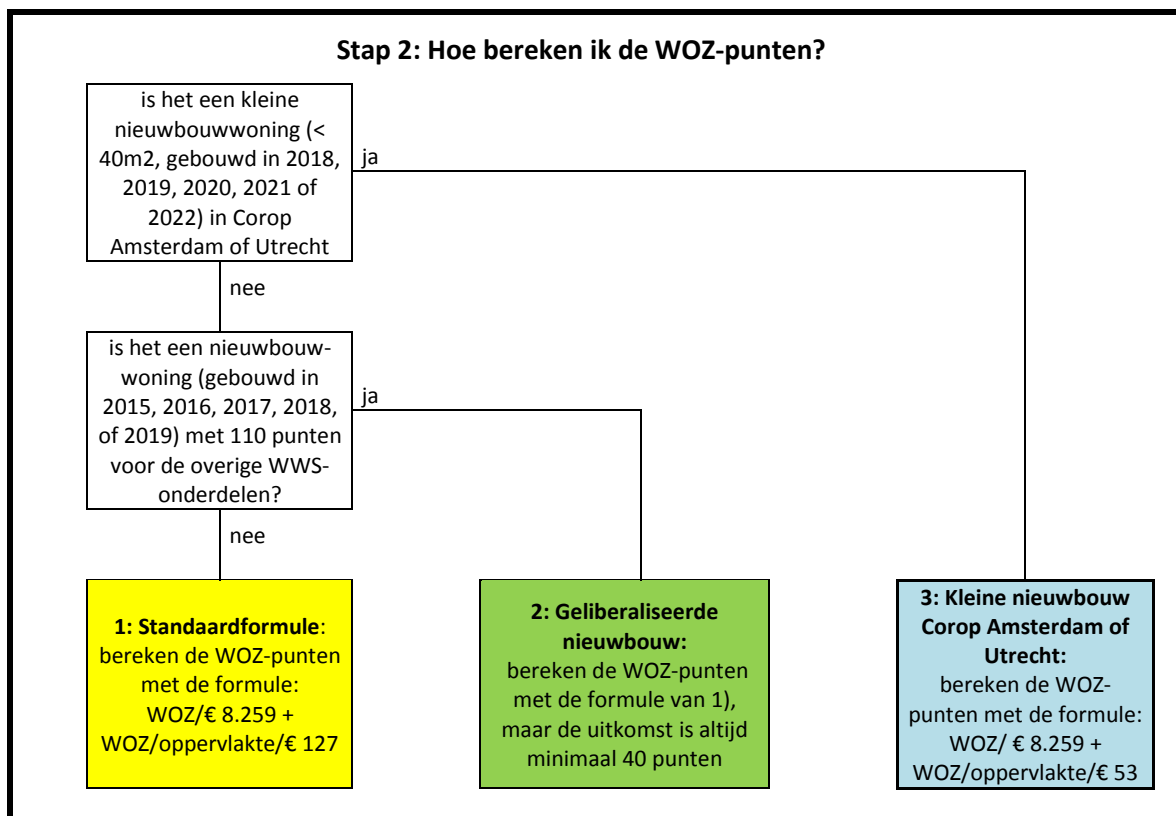 Stap 2: Hoe bereken ik de WOZ-punten?
is het een kleine
nieuwbouwwoning (<
40m2, gebouwd in 2018,
2019, 2020, 2021 of
2022) in Corop
Amsterdam of Utrecht
ja
nee
is het een nieuwbouw-
woning (gebouwd in
2015, 2016, 2017, 2018,
of 2019) met 110 punten
voor de overige WWS-
onderdelen?
ja
nee
1: Standaardformule:
bereken de WOZ-punten
met de formule:
WOZ/€ 8.259 +
WOZ/oppervlakte/€ 127
2: Geliberaliseerde
nieuwbouw:
bereken de WOZ-punten
met de formule van 1),
maar de uitkomst is altijd
minimaal 40 punten
3: Kleine nieuwbouw
Corop Amsterdam of
Utrecht:
bereken de WOZ-
punten met de formule:
WOZ/ € 8.259 +
WOZ/oppervlakte/€ 53